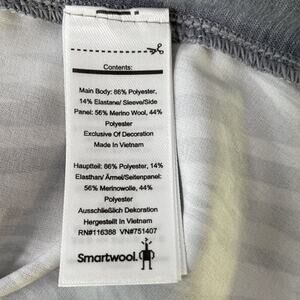 Contents:
Main Body: 86% Polyester,
14% Elastane/ Sleeve/Side
Panel: 56% Merino Wool, 44%
Polyester
Exclusive Of Decoration
Made In Vietnam
Hauptteil: 86% Polyester, 14%
Elasthan/ Ärmel/Seitenpanel:
56% Merinowolle, 44%
Polyester
Ausschließlich Dekoration
Hergestellt In Vietnam
RN#116388 VN#751407
Smartwool.